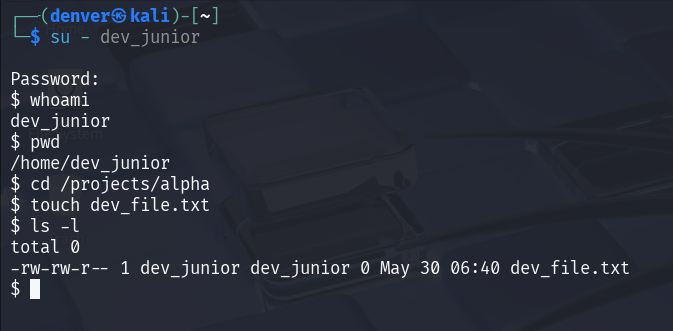 ┌──(denver㉿kali)-[~]
└─$ su - dev_junior
Password:
$ whoami
dev_junior
$ pwd
/home/dev_junior
$ cd /projects/alpha
$ touch dev_file.txt
$ ls -l
total 0
-rw-rw-r-- 1 dev_junior dev_junior 0 May 30 06:40 dev_file.txt
$